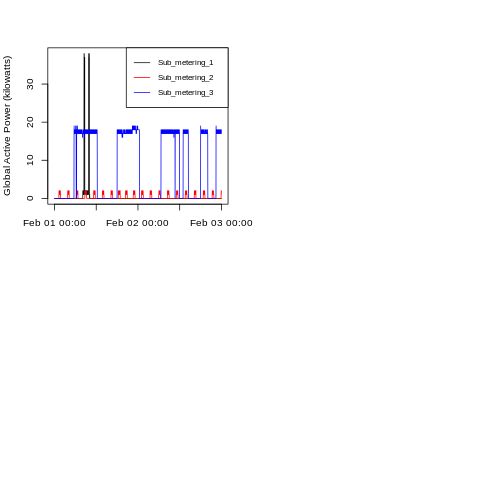 Global Active Power (kilowatts)
30
20
10
0
Sub_metering_1
Sub_metering_2
Sub_metering_3
Feb 01 00:00 Feb 02 00:00 Feb 03 00:00